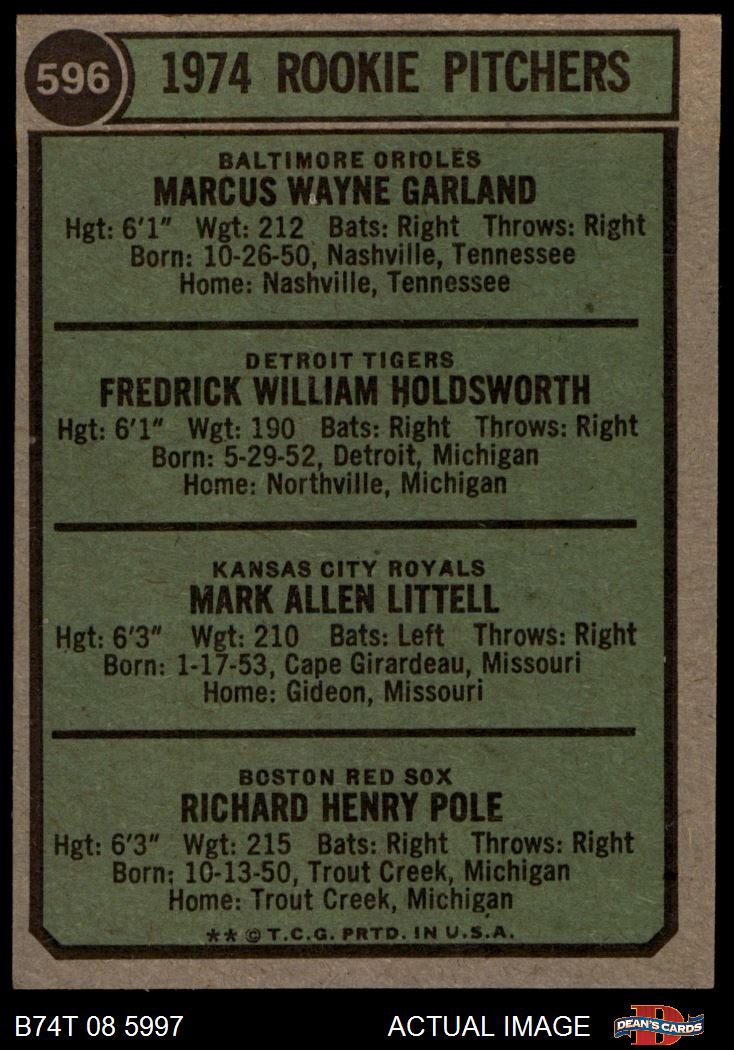 596
1974 ROOKIE PITCHERS
BALTIMORE ORIOLES
MARCUS WAYNE GARLAND
Hgt: 6'1" Wgt: 212 Bats: Right Throws: Right
Born: 10-26-50, Nashville, Tennessee
Home: Nashville, Tennessee
DETROIT TIGERS
FREDRICK WILLIAM HOLDSWORTH
Hgt: 6'1" Wgt: 190 Bats: Right Throws: Right
Born: 5-29-52, Detroit, Michigan
Home: Northville, Michigan
KANSAS CITY ROYALS
MARK ALLEN LITTELL
Hgt: 6'3" Wgt: 210 Bats: Left Throws: Right
Born: 1-17-53, Cape Girardeau, Missouri
Home: Gideon, Missouri
BOSTON RED SOX
RICHARD HENRY POLE
Hgt: 6'3" Wgt: 215 Bats: Right Throws: Right
Born: 10-13-50, Trout Creek, Michigan
Home: Trout Creek, Michigan
** © T.C.G. PRTD. IN U.S.A.
B74T 08 5997 ACTUAL IMAGE D DEAN'S CARDS